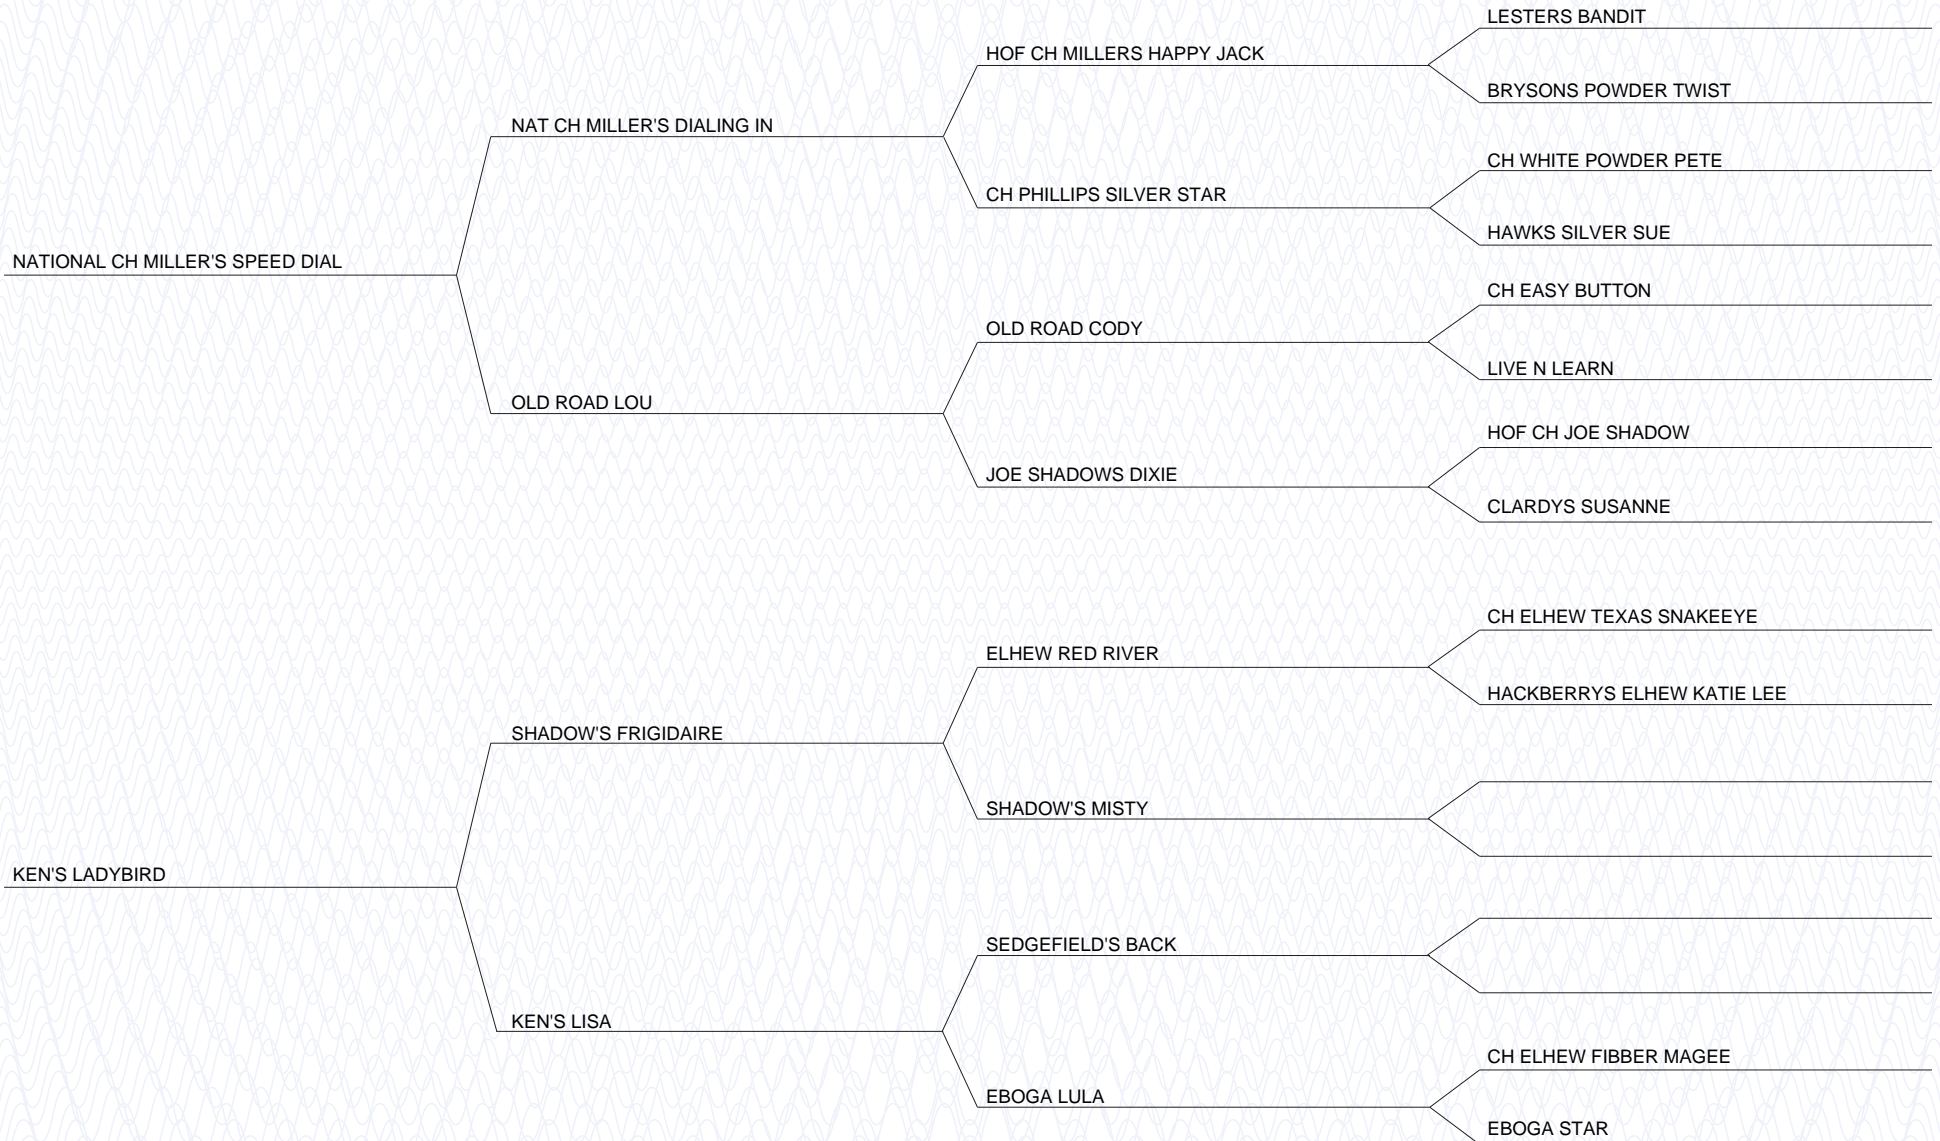 LESTERS BANDIT
HOF CH MILLERS HAPPY JACK
BRYSONS POWDER TWIST
NAT CH MILLER'S DIALING IN
CH WHITE POWDER PETE
CH PHILLIPS SILVER STAR
HAWKS SILVER SUE
NATIONAL CH MILLER'S SPEED DIAL
CH EASY BUTTON
OLD ROAD CODY
LIVE N LEARN
OLD ROAD LOU
HOF CH JOE SHADOW
JOE SHADOWS DIXIE
CLARDYS SUSANNE
CH ELHEW TEXAS SNAKEEYE
ELHEW RED RIVER
HACKBERRYS ELHEW KATIE LEE
SHADOW'S FRIGIDAIRE
SHADOW'S MISTY
KEN'S LADYBIRD
SEDGEFIELD'S BACK
KEN'S LISA
CH ELHEW FIBBER MAGEE
EBOGA LULA
EBOGA STAR